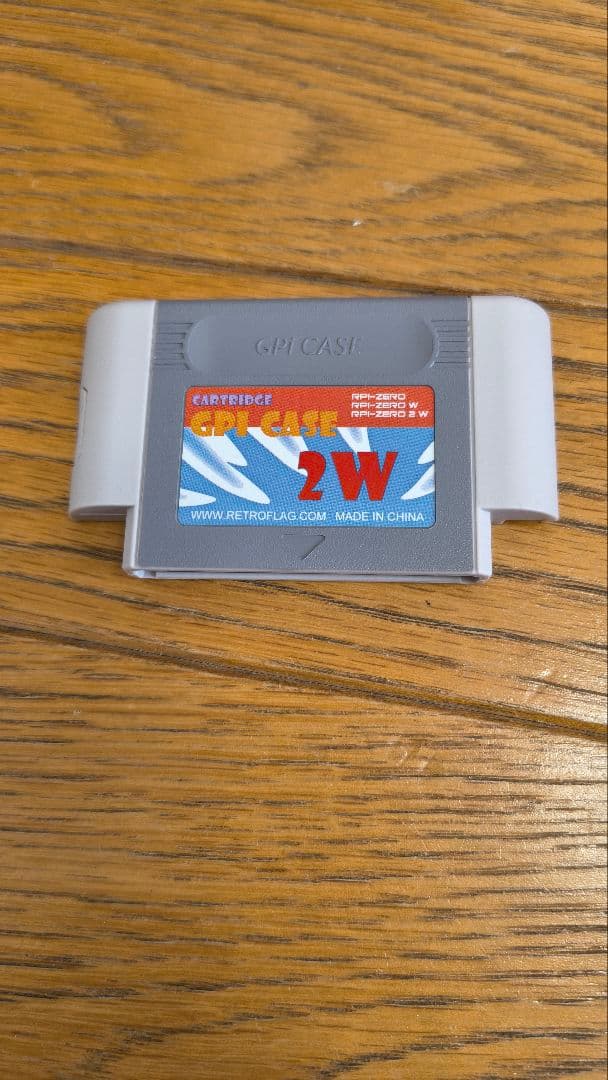 GPi CASE
CARTRIDGE
GPI CASE
RPI-ZERO
RPI-ZERO W
RPI-ZERO 2 W
2W
WWW.RETROFLAG.COM MADE IN CHINA